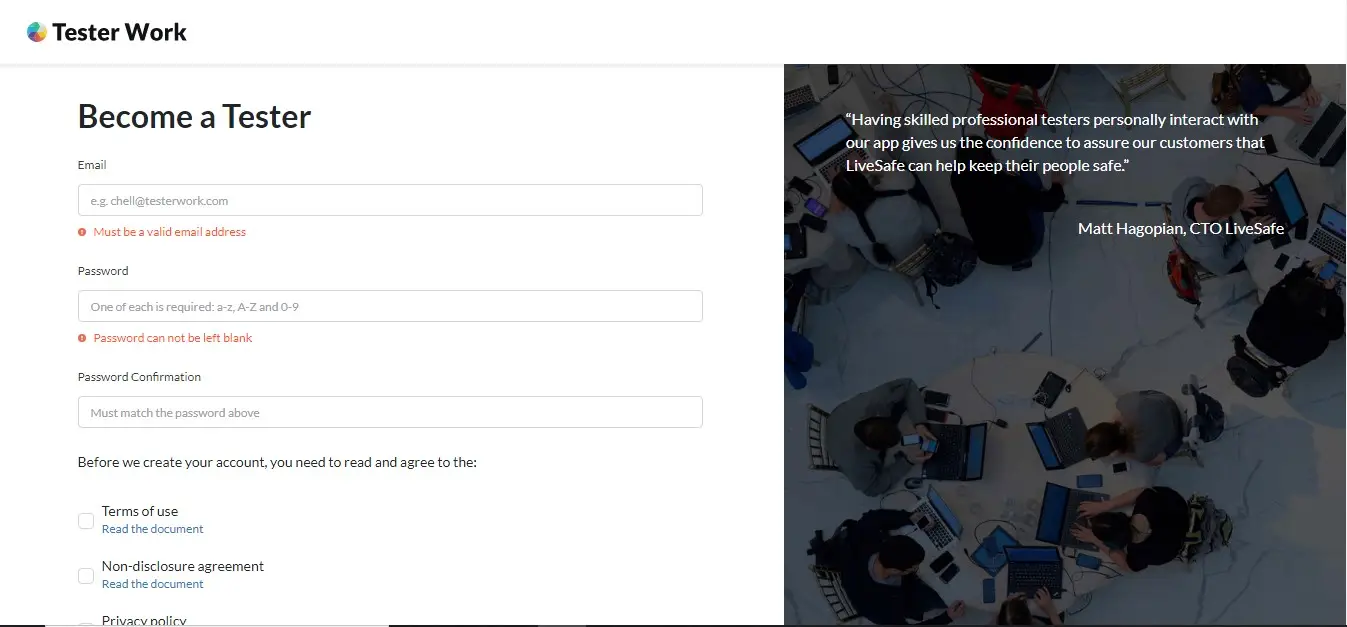 Tester Work
Become a Tester
Email
e.g. chell@testerwork.com
Must be a valid email address
Password
One of each is required: a-z, A-Z and 0-9
Password can not be left blank
Password Confirmation
Must match the password above
Before we create your account, you need to read and agree to the:
Terms of use
Read the document
Non-disclosure agreement
Read the document
Privacy policy
“Having skilled professional testers personally interact with
our app gives us the confidence to assure our customers that
LiveSafe can help keep their people safe.”
Matt Hagopian, CTO LiveSafe